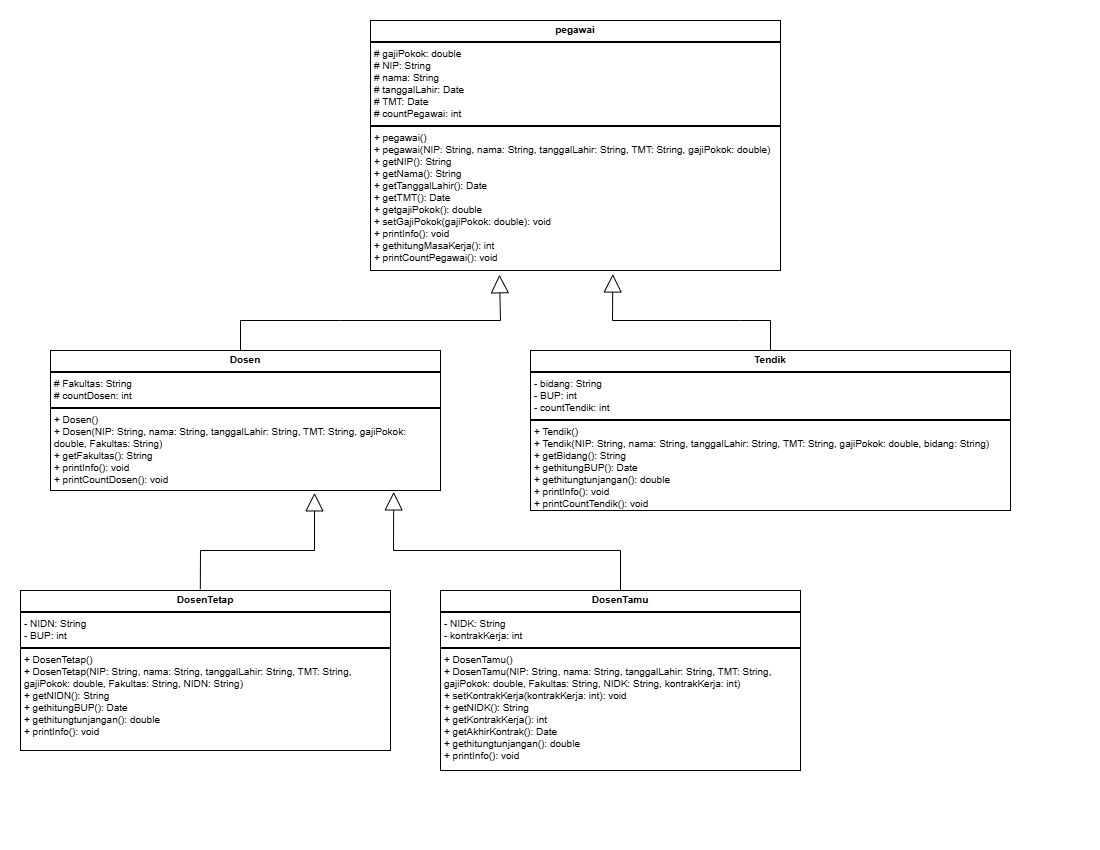 pegawai
# gajiPokok: double
# NIP: String
# nama: String
# tanggalLahir: Date
# TMT: Date
# countPegawai: int
+ pegawai()
+ pegawai(NIP: String, nama: String, tanggalLahir: String, TMT: String, gajiPokok: double)
+ getNIP(): String
+ getNama(): String
+ getTanggalLahir(): Date
+ getTMT(): Date
+ getgajiPokok(): double
+ setGajiPokok(gajiPokok: double): void
+ printInfo(): void
+ gethitungMasaKerja(): int
+ printCountPegawai(): void
Dosen
# Fakultas: String
# countDosen: int
+ Dosen()
+ Dosen(NIP: String, nama: String, tanggalLahir: String, TMT: String, gajiPokok:
double, Fakultas: String)
+ getFakultas(): String
+ printInfo(): void
+ printCountDosen(): void
Tendik
- bidang: String
- BUP: int
- countTendik: int
+ Tendik()
+ Tendik(NIP: String, nama: String, tanggalLahir: String, TMT: String, gajiPokok: double, bidang: String)
+ getBidang(): String
+ gethitungBUP(): Date
+ gethitungtunjangan(): double
+ printInfo(): void
+ printCountTendik(): void
DosenTetap
- NIDN: String
- BUP: int
+ DosenTetap()
+ DosenTetap(NIP: String, nama: String, tanggalLahir: String, TMT: String,
gajiPokok: double, Fakultas: String, NIDN: String)
+ getNIDN(): String
+ gethitungBUP(): Date
+ gethitungtunjangan(): double
+ printInfo(): void
DosenTamu
- NIDK: String
- kontrakKerja: int
+ DosenTamu()
+ DosenTamu(NIP: String, nama: String, tanggalLahir: String, TMT: String,
gajiPokok: double, Fakultas: String, NIDK: String, kontrakKerja: int)
+ setKontrakKerja(kontrakKerja: int): void
+ getNIDK(): String
+ getKontrakKerja(): int
+ getAkhirKontrak(): Date
+ gethitungtunjangan(): double
+ printInfo(): void